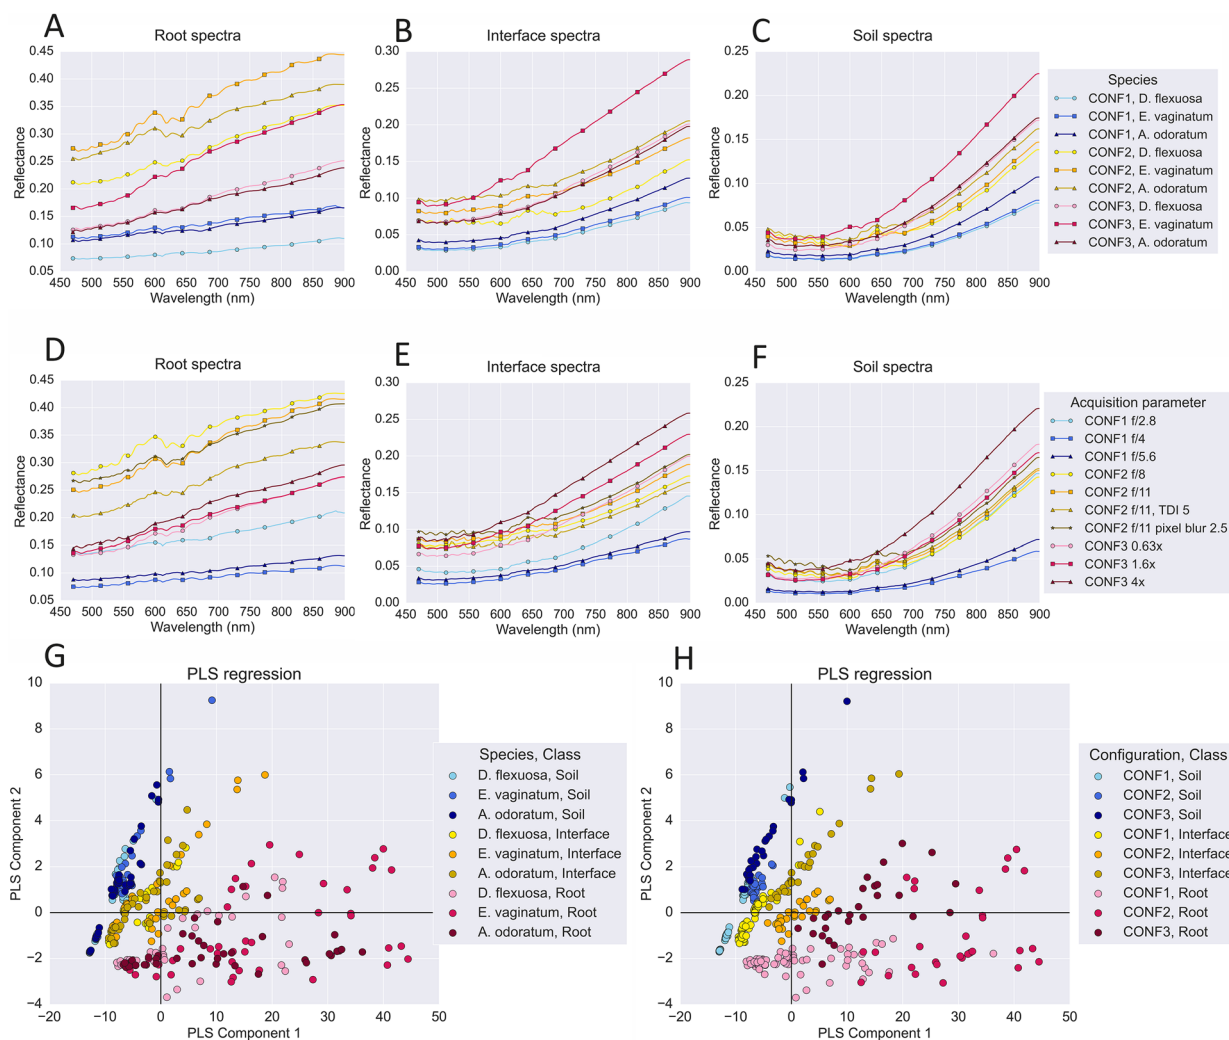 A
Root spectra
0.45
0.40
0.35
0.30
0.25
0.20
0.15
0.10
0.05
Reflectance
450 500 550 600 650 700 750 800 850 900
Wavelength (nm)
B
Interface spectra
0.30
0.25
0.20
0.15
0.10
0.05
0.00
Reflectance
450 500 550 600 650 700 750 800 850 900
Wavelength (nm)
C
Soil spectra
0.25
0.20
0.15
0.10
0.05
0.00
Reflectance
450 500 550 600 650 700 750 800 850 900
Wavelength (nm)
Species
CONF1, D. flexuosa
CONF1, E. vaginatum
CONF1, A. odoratum
CONF2, D. flexuosa
CONF2, E. vaginatum
CONF2, A. odoratum
CONF3, D. flexuosa
CONF3, E. vaginatum
CONF3, A. odoratum
D
Root spectra
0.45
0.40
0.35
0.30
0.25
0.20
0.15
0.10
0.05
Reflectance
450 500 550 600 650 700 750 800 850 900
Wavelength (nm)
E
Interface spectra
0.30
0.25
0.20
0.15
0.10
0.05
0.00
Reflectance
450 500 550 600 650 700 750 800 850 900
Wavelength (nm)
F
Soil spectra
0.25
0.20
0.15
0.10
0.05
0.00
Reflectance
450 500 550 600 650 700 750 800 850 900
Wavelength (nm)
Acquisition parameter
CONF1 f/2.8
CONF1 f/4
CONF1 f/5.6
CONF2 f/8
CONF2 f/11
CONF2 f/11, TDI 5
CONF2 f/11 pixel blur 2.5
CONF3 0.63x
CONF3 1.6x
CONF3 4x
G
PLS regression
10
8
6
4
2
0
−2
−4
PLS Component 2
−20 −10 0 10 20 30 40 50
PLS Component 1
Species, Class
D. flexuosa, Soil
E. vaginatum, Soil
A. odoratum, Soil
D. flexuosa, Interface
E. vaginatum, Interface
A. odoratum, Interface
D. flexuosa, Root
E. vaginatum, Root
A. odoratum, Root
H
PLS regression
10
8
6
4
2
0
−2
−4
PLS Component 2
−20 −10 0 10 20 30 40 50
PLS Component 1
Configuration, Class
CONF1, Soil
CONF2, Soil
CONF3, Soil
CONF1, Interface
CONF2, Interface
CONF3, Interface
CONF1, Root
CONF2, Root
CONF3, Root